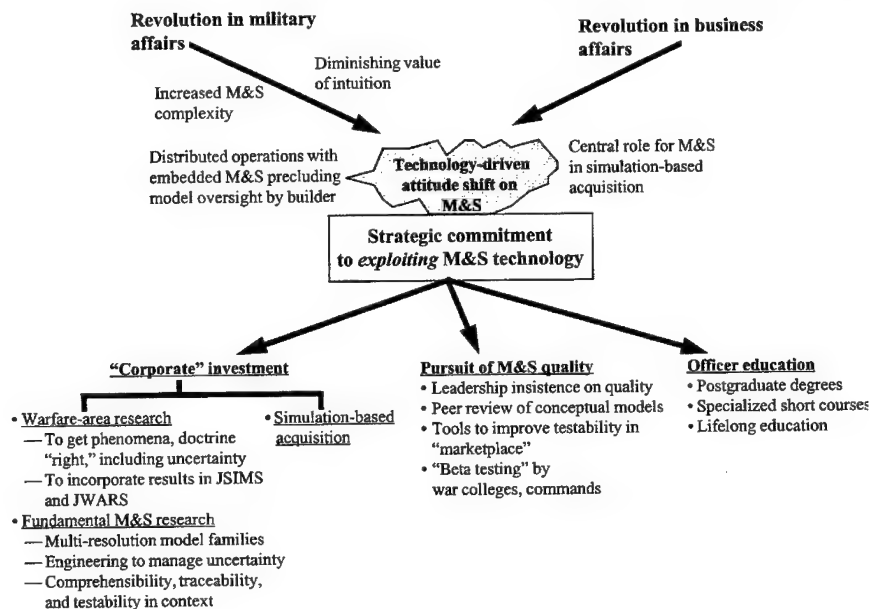 Revolution in military
affairs
Revolution in business
affairs
Diminishing value
of intuition
Increased M&S
complexity
Distributed operations with
embedded M&S precluding
model oversight by builder
Technology-driven
attitude shift on
M&S
Central role for M&S
in simulation-based
acquisition
Strategic commitment
to exploiting M&S technology
“Corporate” investment
• Warfare-area research
— To get phenomena, doctrine
“right,” including uncertainty
— To incorporate results in JSIMS
and JWARS
• Fundamental M&S research
— Multi-resolution model families
— Engineering to manage uncertainty
— Comprehensibility, traceability,
and testability in context
• Simulation-based
acquisition
Pursuit of M&S quality
• Leadership insistence on quality
• Peer review of conceptual models
• Tools to improve testability in
“marketplace”
• “Beta testing” by
war colleges, commands
Officer education
• Postgraduate degrees
• Specialized short courses
• Lifelong education